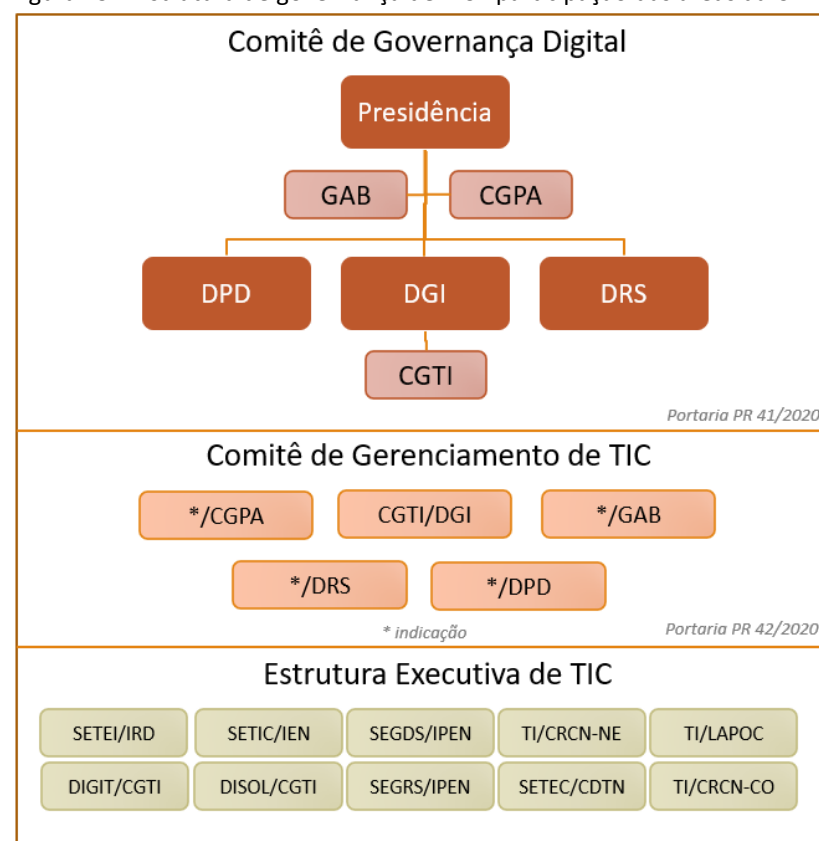 Comitê de Governança Digital
Presidência
GAB
CGPA
DPD
DGI
DRS
CGTI
Portaria PR 41/2020
Comitê de Gerenciamento de TIC
*/CGPA
CGTI/DGI
*/GAB
*/DRS
*/DPD
* indicação
Portaria PR 42/2020
Estrutura Executiva de TIC
SETEI/IRD
SETIC/IEN
SEGDS/IPEN
TI/CRCN-NE
TI/LAPOC
DIGIT/CGTI
DISOL/CGTI
SEGRS/IPEN
SETEC/CDTN
TI/CRCN-CO